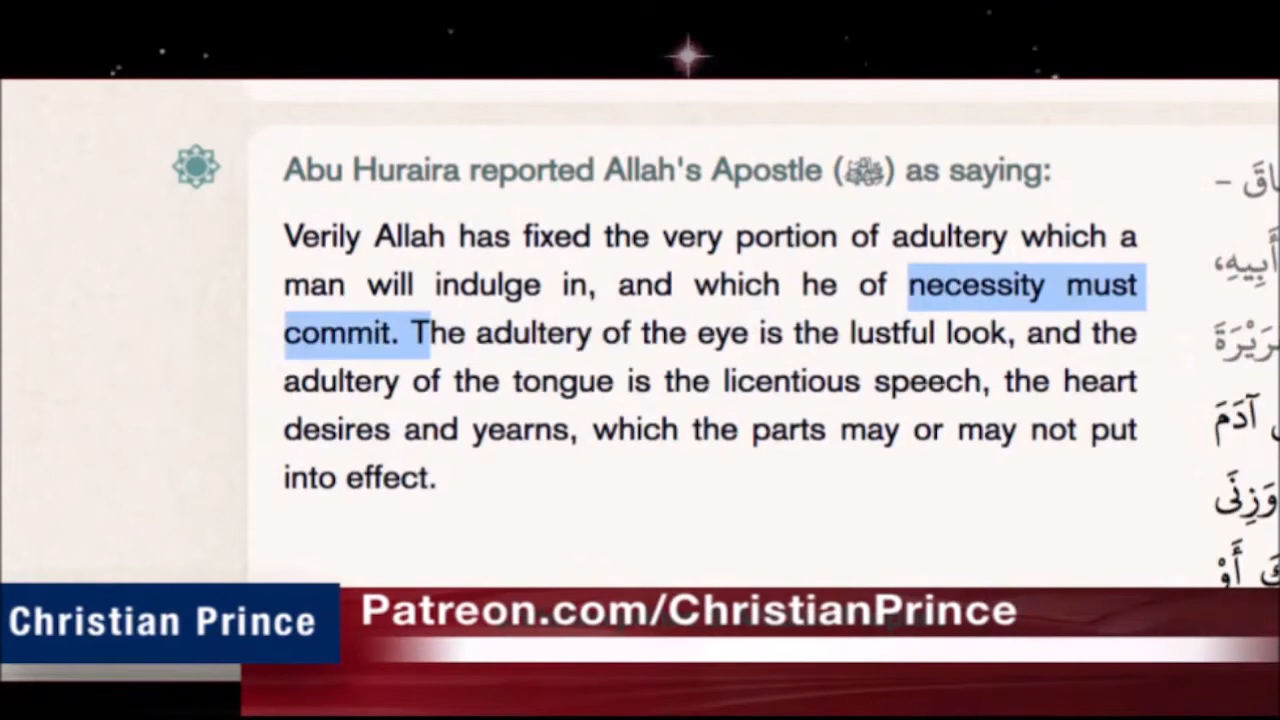 Abu Huraira reported Allah's Apostle (ﷺ) as saying:
Verily Allah has fixed the very portion of adultery which a
man will indulge in, and which he of necessity must
commit. The adultery of the eye is the lustful look, and the
adultery of the tongue is the licentious speech, the heart
desires and yearns, which the parts may or may not put
into effect.
أَبِيهِ،
آدَمَ
وَزِنَى
أَوْ
Christian Prince
Patreon.com/ChristianPrince